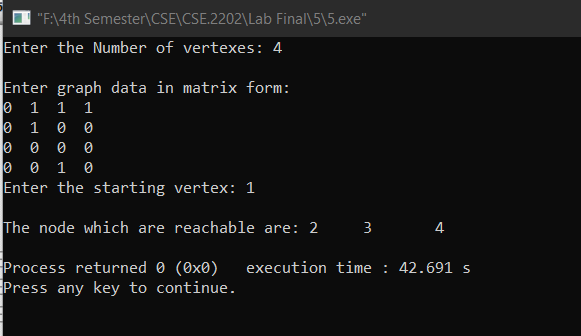 "F:\4th Semester\CSE\CSE.2202\Lab Final\5\5.exe"
Enter the Number of vertexes: 4
Enter graph data in matrix form:
0 1 1 1
0 1 0 0
0 0 0 0
0 0 1 0
Enter the starting vertex: 1
The node which are reachable are: 2 3 4
Process returned 0 (0x0) execution time : 42.691 s
Press any key to continue.